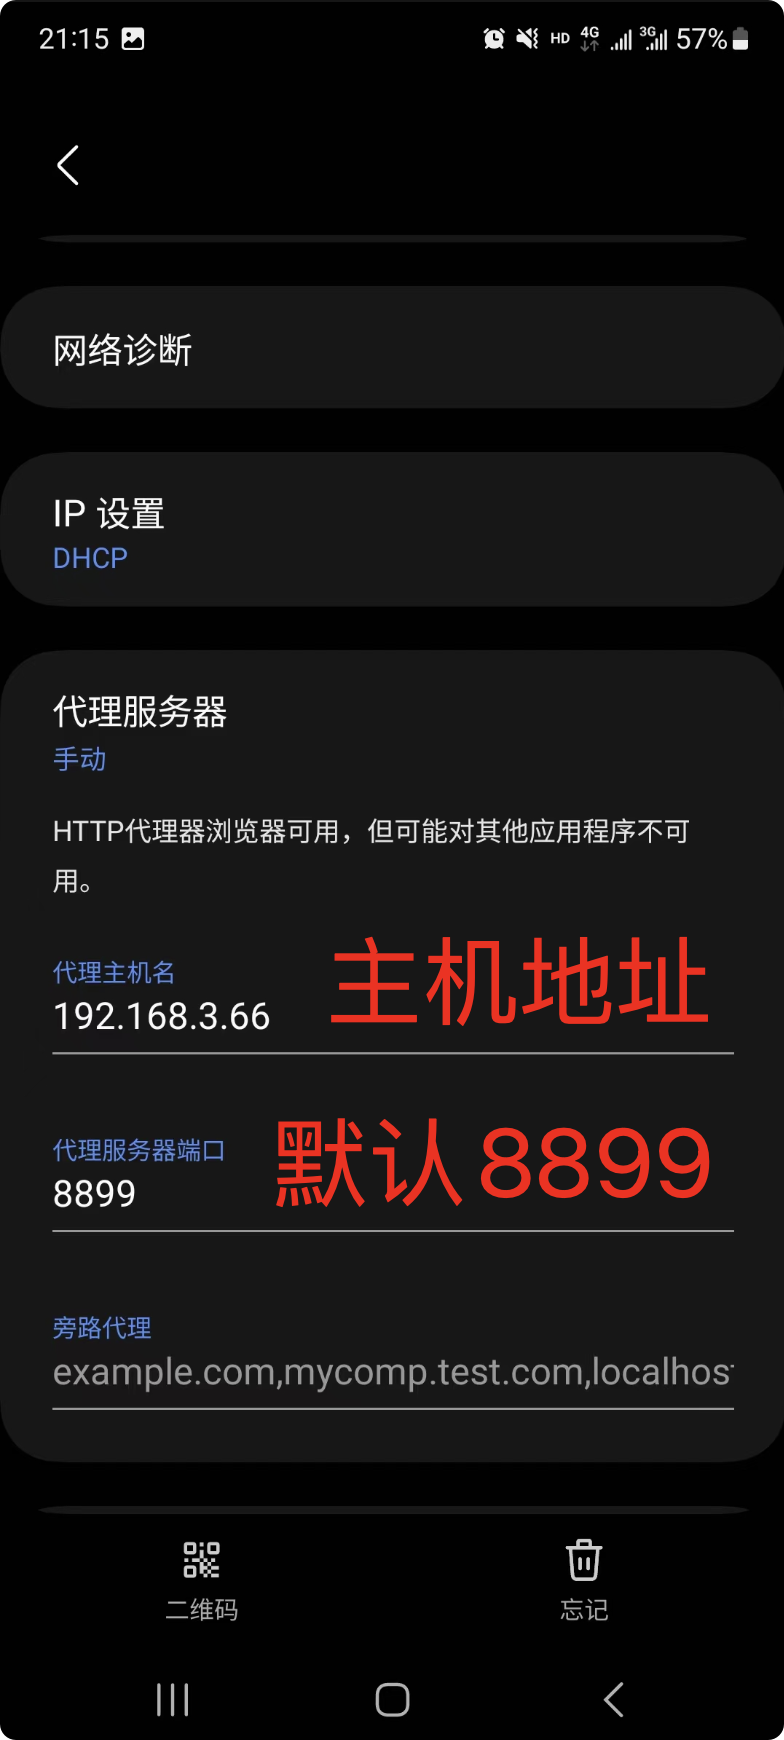 21:15
HD 4G 3G 57%
网络诊断
IP 设置
DHCP
代理服务器
手动
HTTP代理器浏览器可用，但可能对其他应用程序不可
用。
代理主机名
192.168.3.66
主机地址
代理服务器端口
8899
默认8899
旁路代理
example.com,mycomp.test.com,localhos
二维码
忘记